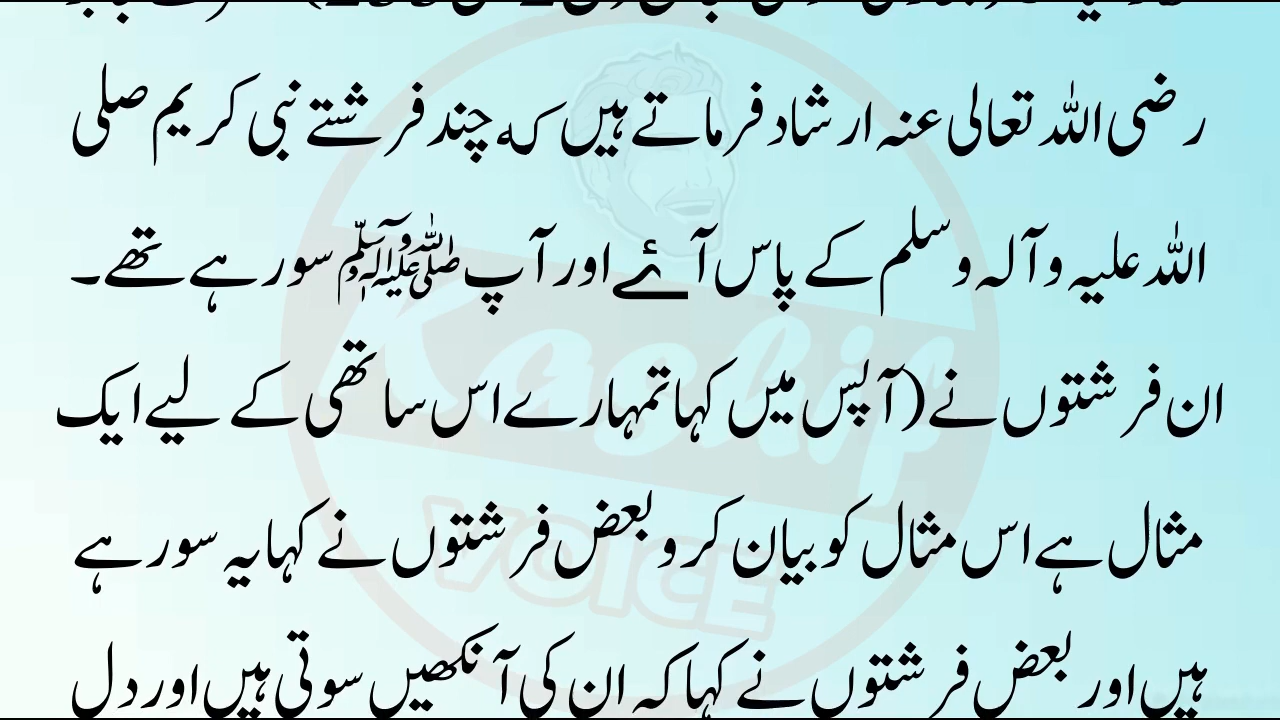 رضی اللہ تعالی عنہ ارشاد فرماتے ہیں کہ چند فرشتے نبی کریم صلی
اللہ علیہ وآلہ وسلم کے پاس آئے اور آپ ﷺ سو رہے تھے۔
ان فرشتوں نے (آپس میں کہا تمہارے اس ساتھی کے لیے ایک
مثال ہے اس مثال کو بیان کرو بعض فرشتوں نے کہا یہ سو رہے
ہیں اور بعض فرشتوں نے کہا کہ ان کی آنکھیں سوتی ہیں اور دل
Kashif
VOICE